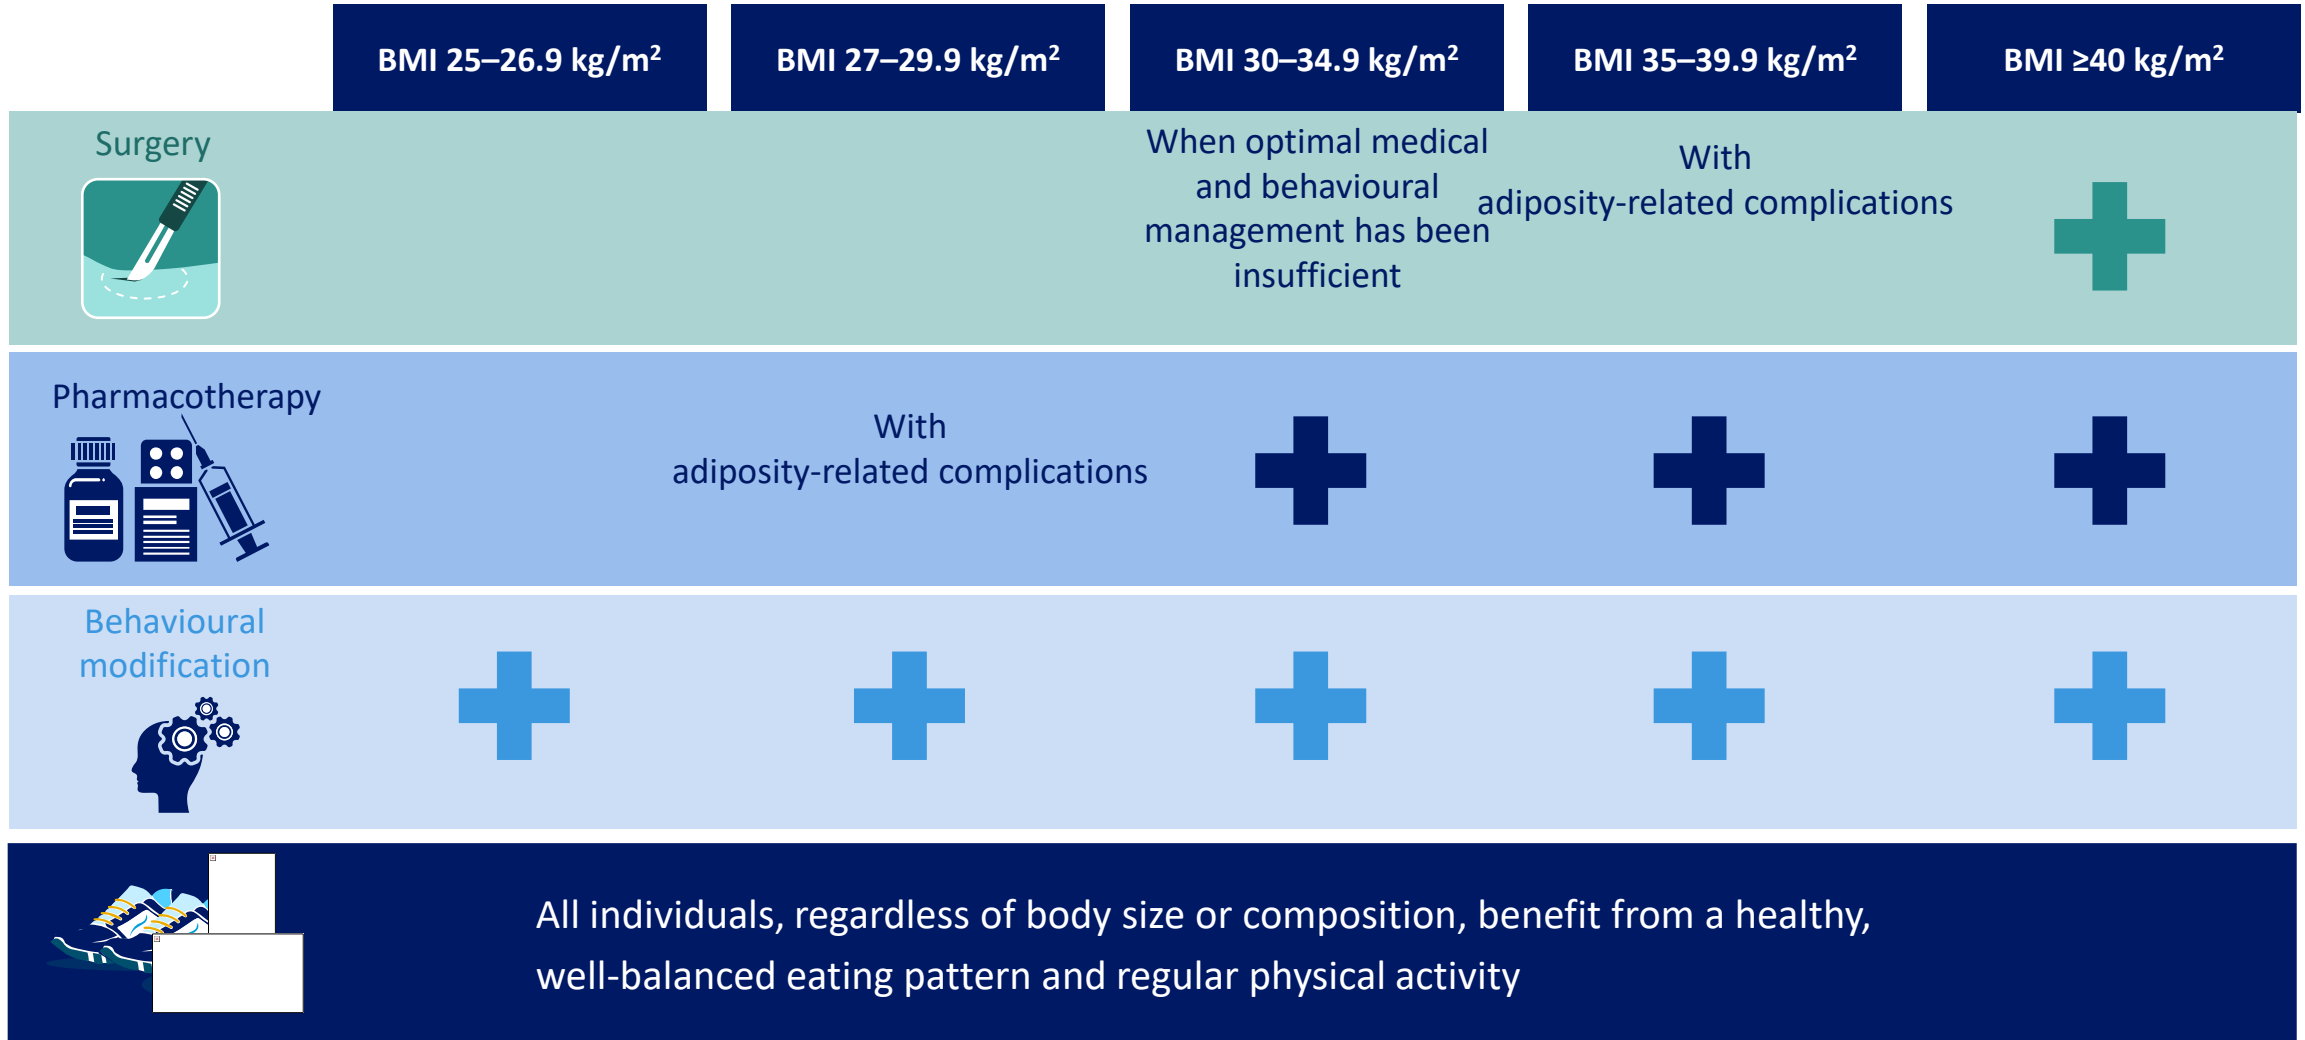 BMI 25–26.9 kg/m²
BMI 27–29.9 kg/m²
BMI 30–34.9 kg/m²
BMI 35–39.9 kg/m²
BMI ≥40 kg/m²
Surgery
When optimal medical
and behavioural
management has been
insufficient
With
adiposity-related complications
Pharmacotherapy
With
adiposity-related complications
Behavioural
modification
All individuals, regardless of body size or composition, benefit from a healthy,
well-balanced eating pattern and regular physical activity